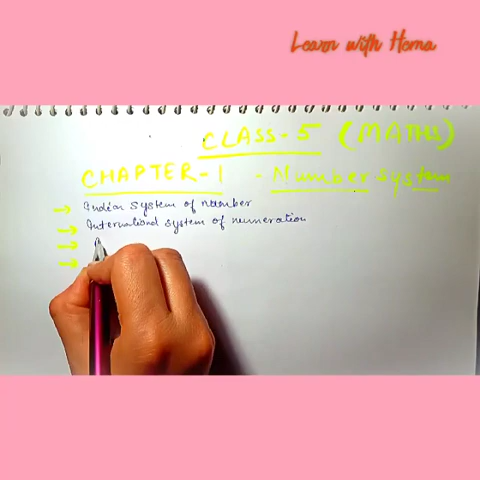 Learn with Homa
CLASS-5 (MATHS)
CHAPTER-1 - Number system
→ Indian system of number
→ International system of numeration
→
→